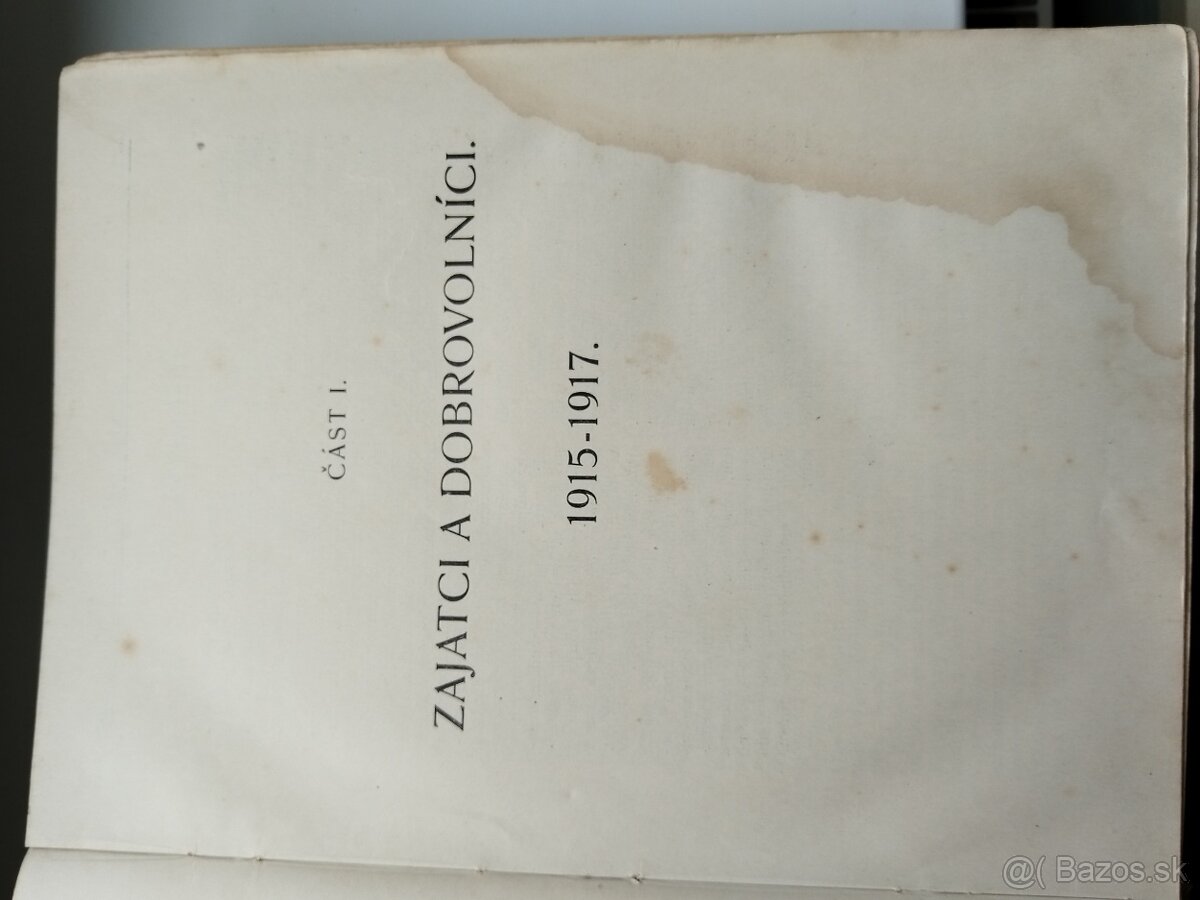 ČÁST I.
ZAJATCI A DOBROVOLNÍCI.
1915-1917.
@( Bazos.sk